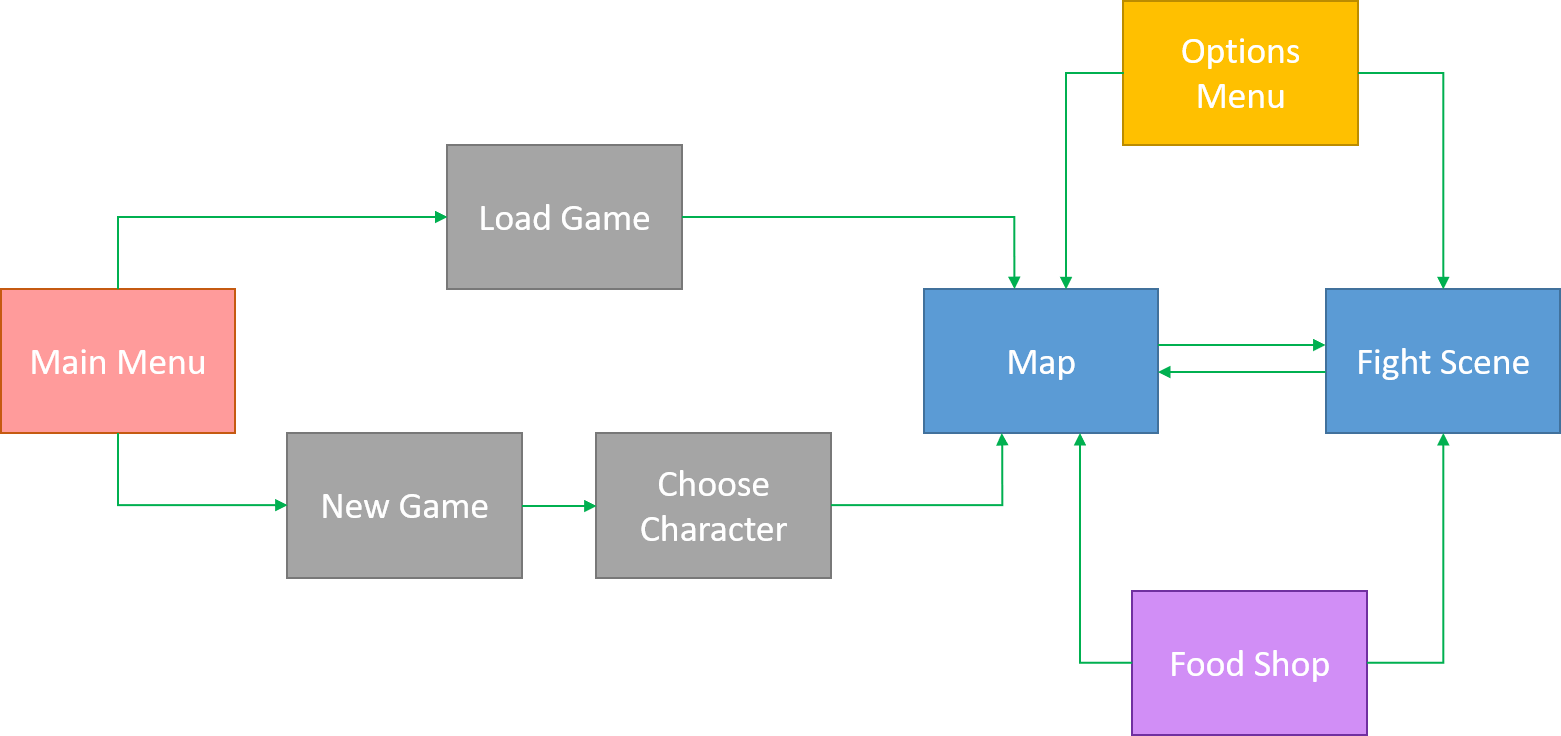 Options
Menu
Load Game
Main Menu
Map
Fight Scene
New Game
Choose
Character
Food Shop